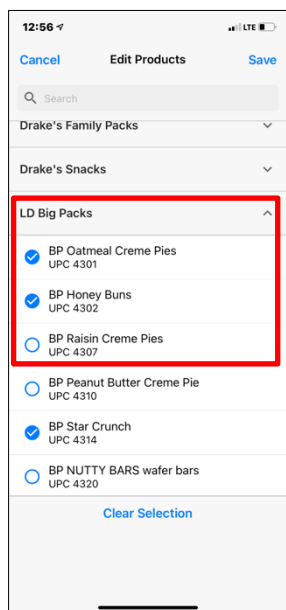 12:56
LTE
Cancel
Edit Products
Save
Search
Drake's Family Packs
Drake's Snacks
LD Big Packs
BP Oatmeal Creme Pies
UPC 4301
BP Honey Buns
UPC 4302
BP Raisin Creme Pies
UPC 4307
BP Peanut Butter Creme Pie
UPC 4310
BP Star Crunch
UPC 4314
BP NUTTY BARS wafer bars
UPC 4320
Clear Selection